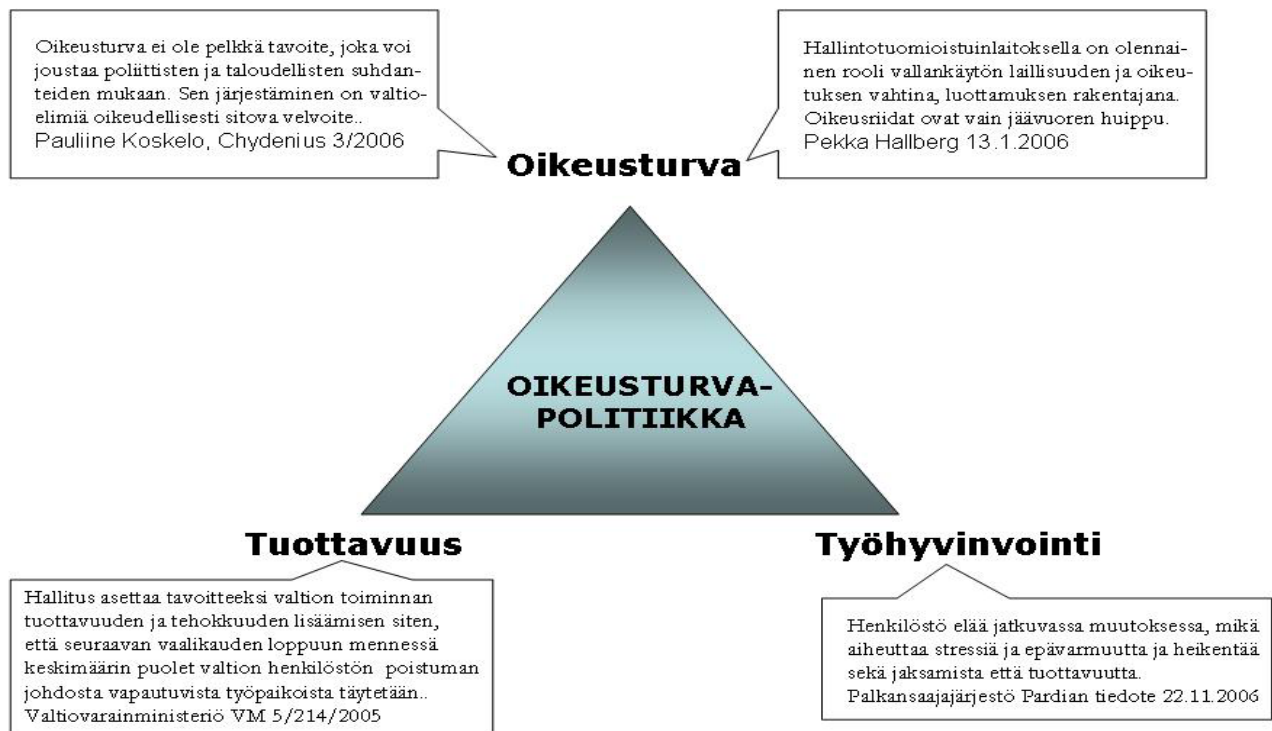 Oikeusturva ei ole pelkkä tavoite, joka voi
joustaa poliittisten ja taloudellisten suhdan-
teiden mukaan. Sen järjestäminen on valtio-
elimiä oikeudellisesti sitova velvoite..
Pauliine Koskelo, Chydenius 3/2006
Hallintotuomioistuinlaitoksella on olennai-
nen rooli vallankäytön laillisuuden ja oikeu-
tuksen vahtina, luottamuksen rakentajana.
Oikeusriidat ovat vain jäävuoren huippu.
Pekka Hallberg 13.1.2006
Oikeusturva
OIKEUSTURVA-
POLITIIKKA
Tuottavuus
Työhyvinvointi
Hallitus asettaa tavoitteeksi valtion toiminnan
tuottavuuden ja tehokkuuden lisäämisen siten,
että seuraavan vaalikauden loppuun mennessä
keskimäärin puolet valtion henkilöstön poistuman
johdosta vapautuvista työpaikoista täytetään..
Valtiovarainministeriö VM 5/214/2005
Henkilöstö elää jatkuvassa muutoksessa, mikä
aiheuttaa stressiä ja epävarmuutta ja heikentää
sekä jaksamista että tuottavuutta.
Palkansaajajärjestö Pardian tiedote 22.11.2006